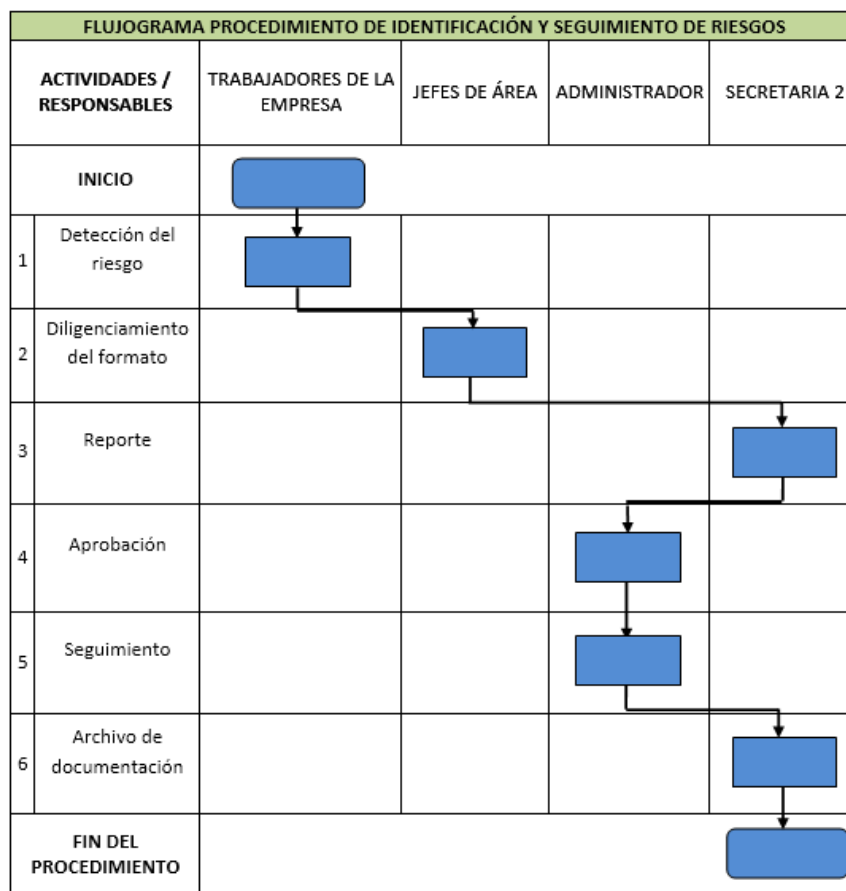 FLUJOGRAMA PROCEDIMIENTO DE IDENTIFICACIÓN Y SEGUIMIENTO DE RIESGOS
ACTIVIDADES /
RESPONSABLES
TRABAJADORES DE LA
EMPRESA
JEFES DE ÁREA
ADMINISTRADOR
SECRETARIA 2
INICIO
1
Detección del
riesgo
2
Diligenciamiento
del formato
3
Reporte
4
Aprobación
5
Seguimiento
6
Archivo de
documentación
FIN DEL
PROCEDIMIENTO